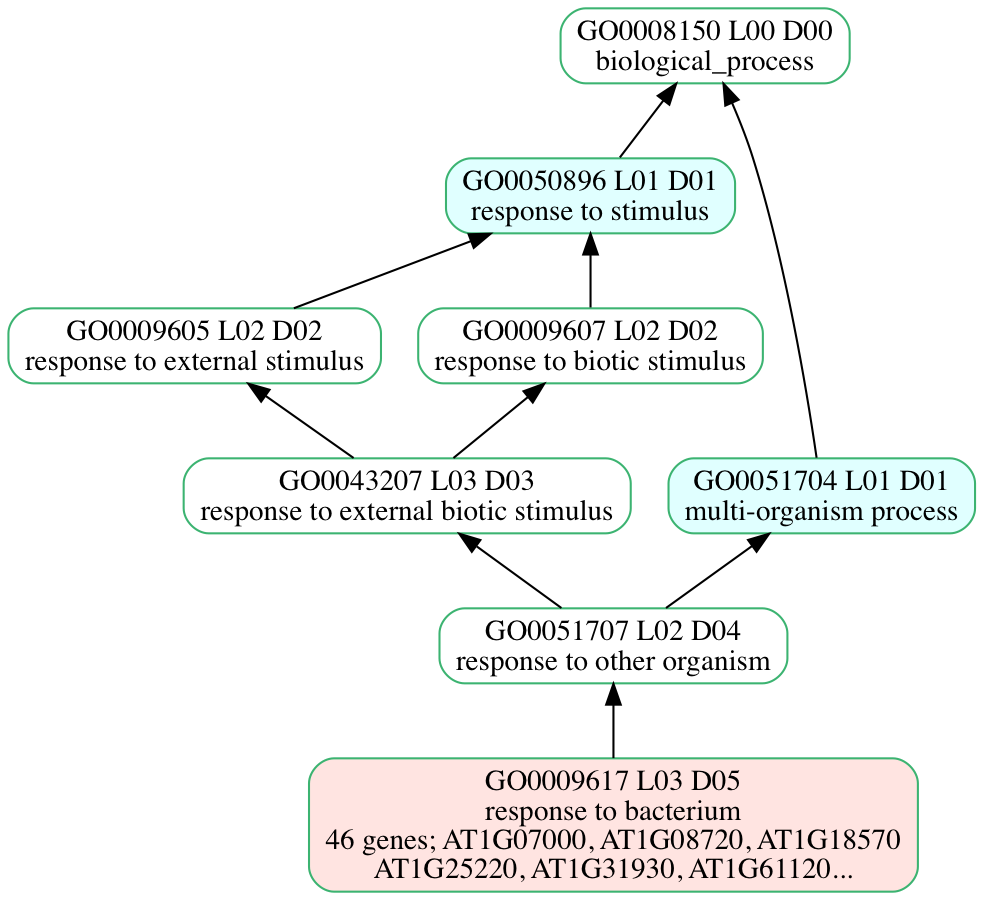 GO0008150 L00 D00
biological_process
GO0050896 L01 D01
response to stimulus
GO0009605 L02 D02
response to external stimulus
GO0009607 L02 D02
response to biotic stimulus
GO0043207 L03 D03
response to external biotic stimulus
GO0051704 L01 D01
multi-organism process
GO0051707 L02 D04
response to other organism
GO0009617 L03 D05
response to bacterium
46 genes; AT1G07000, AT1G08720, AT1G18570
AT1G25220, AT1G31930, AT1G61120...